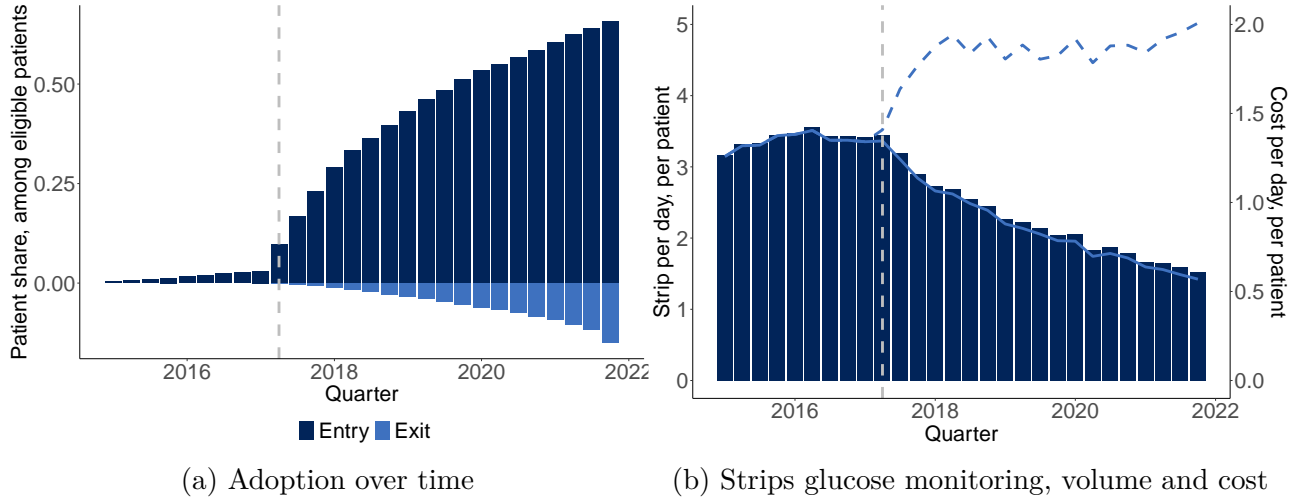 Patient share, among eligible patients
0.50
0.25
0.00
2016 2018 2020 2022
Quarter
Entry Exit
(a) Adoption over time
Strip per day, per patient
5
4
3
2
1
0
Cost per day, per patient
2.0
1.5
1.0
0.5
0.0
2016 2018 2020 2022
Quarter
(b) Strips glucose monitoring, volume and cost